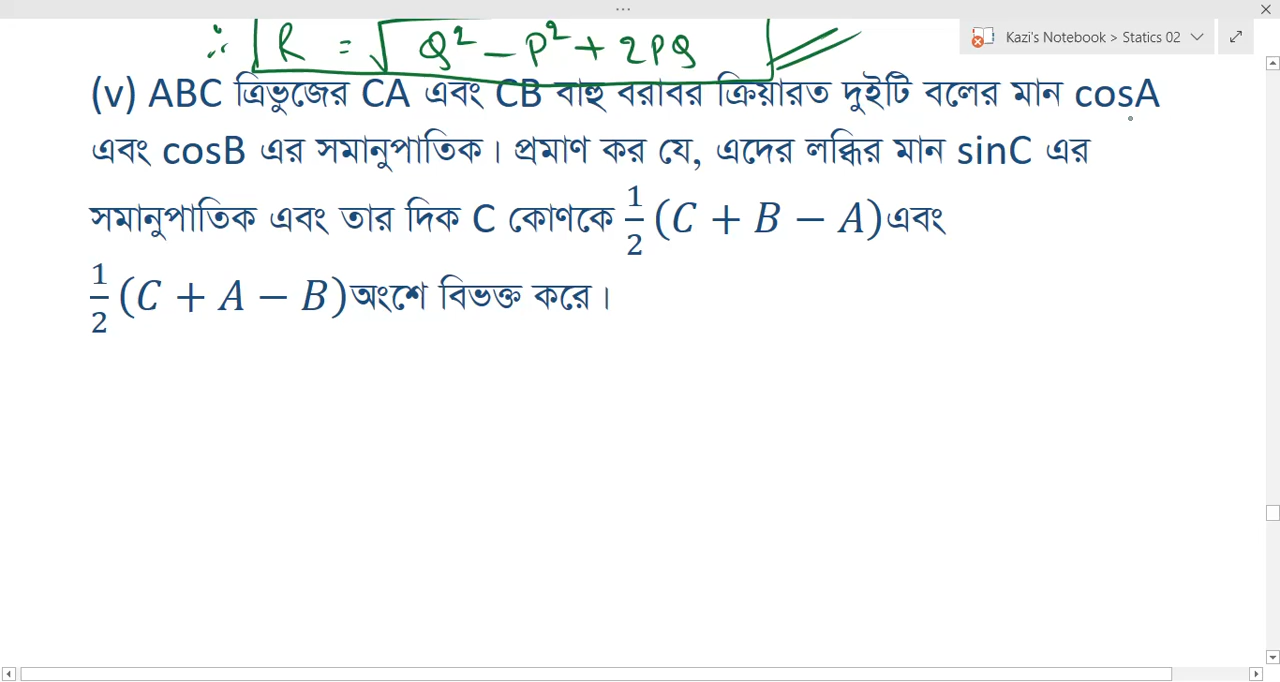 Kazi's Notebook > Statics 02
∴ R = √Q² − P² + 2PQ
(v) ABC ত্রিভুজের CA এবং CB বাহু বরাবর ক্রিয়ারত দুইটি বলের মান cosA
এবং cosB এর সমানুপাতিক। প্রমাণ কর যে, এদের লব্ধির মান sinC এর
সমানুপাতিক এবং তার দিক C কোণকে 1/2 (C + B − A)এবং
1/2 (C + A − B)অংশে বিভক্ত করে।